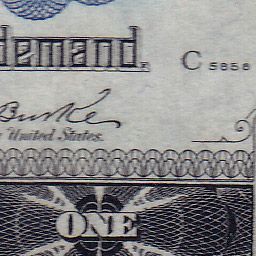 demand.
C 5858
Burke
United States.
ONE